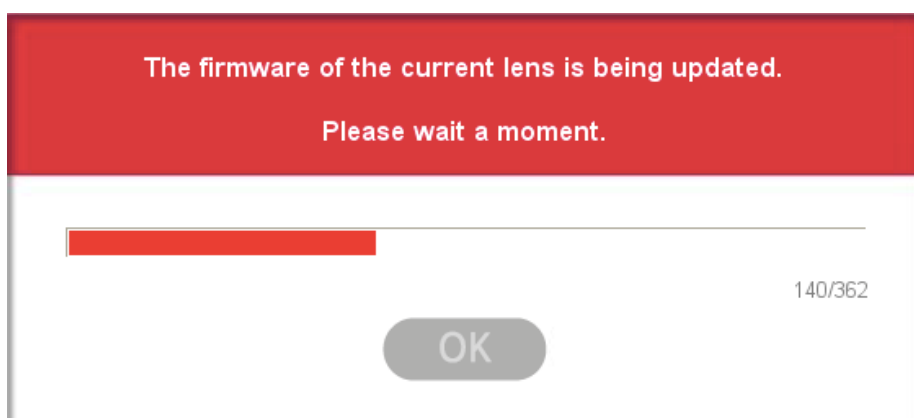 The firmware of the current lens is being updated.
Please wait a moment.
140/362
OK